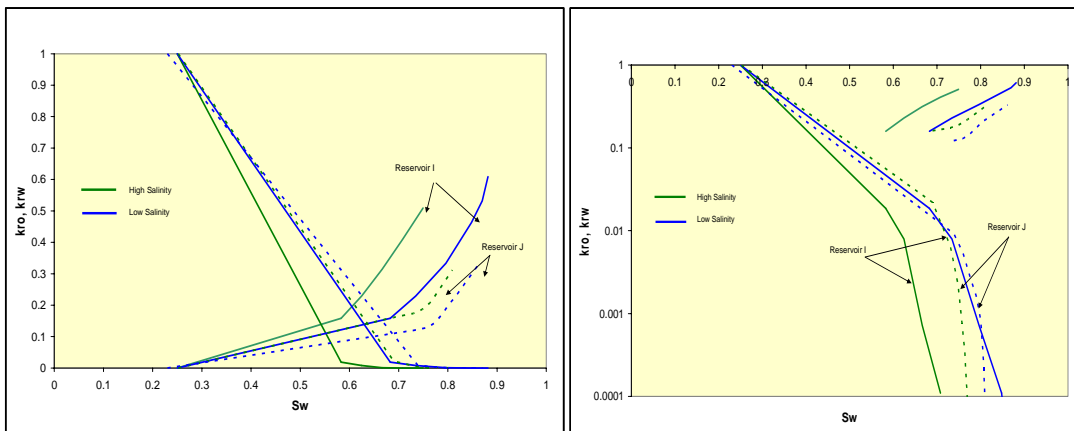 1
0.9
0.8
0.7
0.6
0.5
0.4
0.3
0.2
0.1
0
kro, krw
High Salinity
Low Salinity
Reservoir I
Reservoir J
0 0.1 0.2 0.3 0.4 0.5 0.6 0.7 0.8 0.9 1
Sw
0 0.1 0.2 0.3 0.4 0.5 0.6 0.7 0.8 0.9 1
1
0.1
0.01
0.001
0.0001
kro, krw
High Salinity
Low Salinity
Reservoir I
Reservoir J
Sw